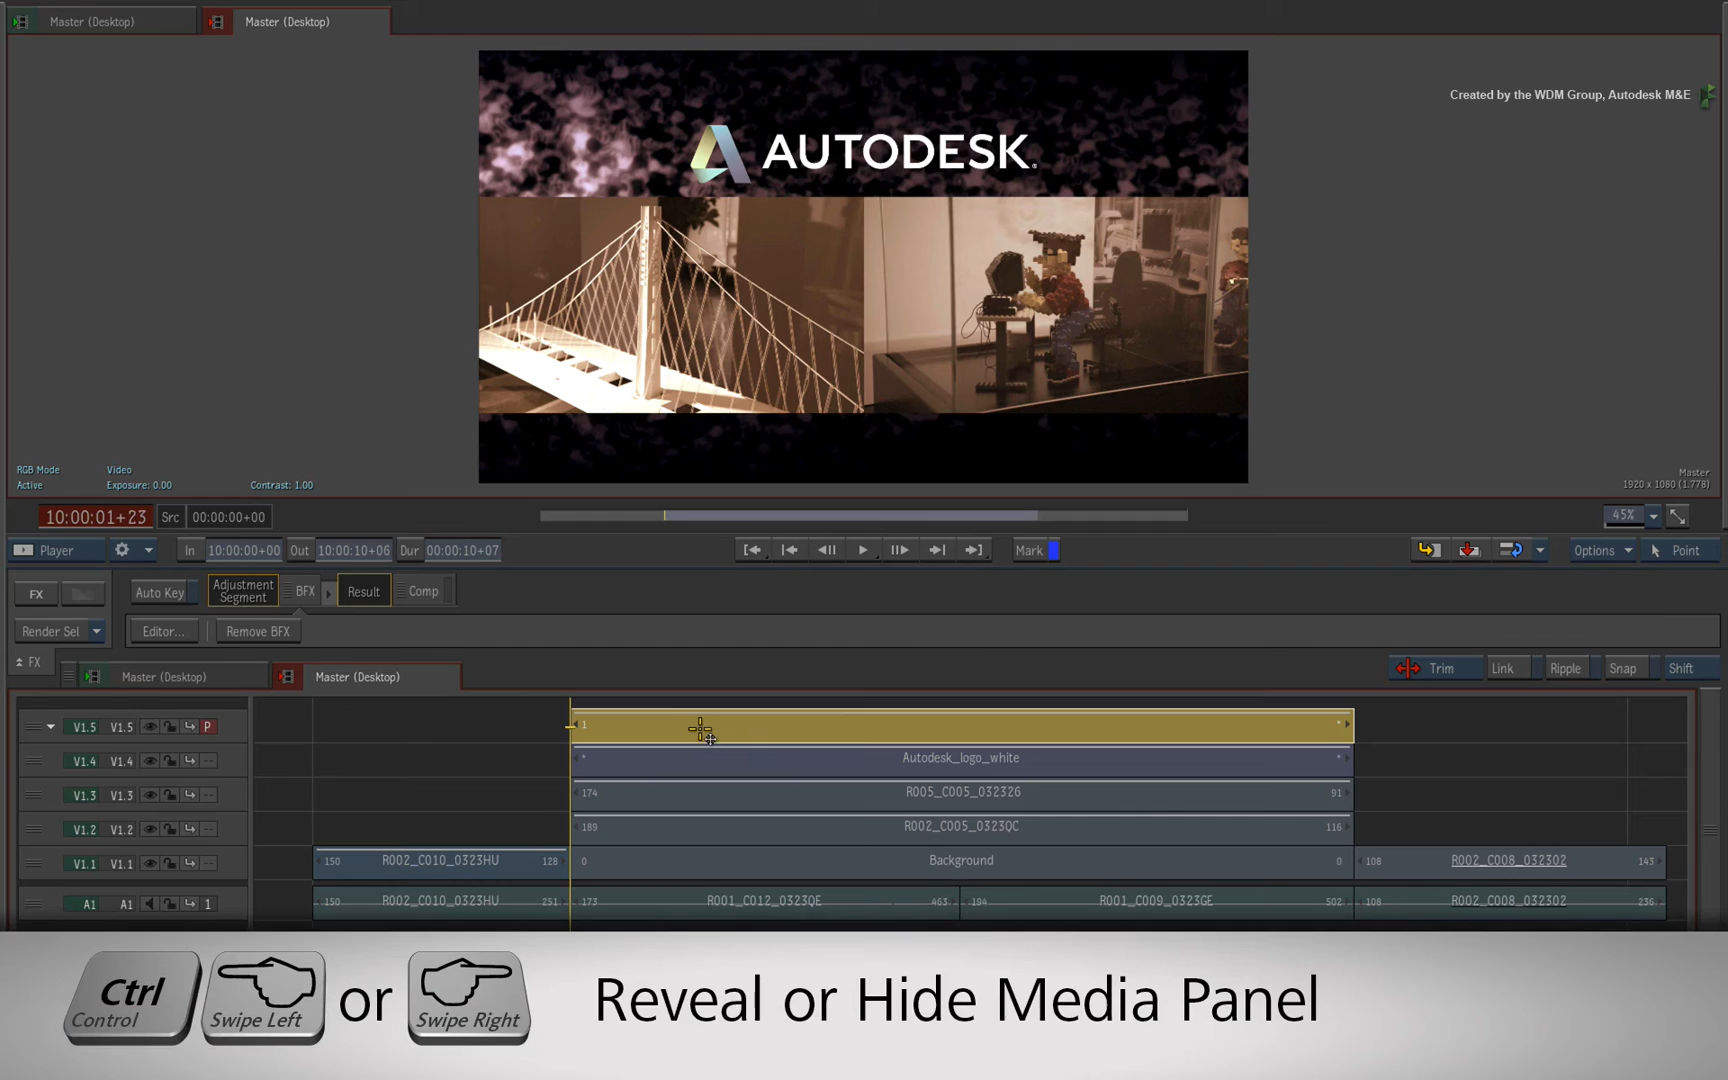 Master (Desktop)
Master (Desktop)
AUTODESK
Created by the WDM Group, Autodesk M&E
RGB Mode Video
Active Exposure: 0.00 Contrast: 1.00
Master
1920 x 1080 (1.778)
10:00:01+23 Src 00:00:00+00 45%
Player In 10:00:00+00 Out 10:00:10+06 Dur 00:00:10+07 Mark Options Point
FX Auto Key Adjustment Segment BFX Result Comp
Render Sel Editor... Remove BFX
FX Master (Desktop) Master (Desktop) Trim Link Ripple Snap Shift
V1.5 V1.5 P 1 *
V1.4 V1.4 -- * Autodesk_logo_white *
V1.3 V1.3 -- 174 R005_C005_032326 91
V1.2 V1.2 -- 189 R002_C005_0323QC 116
V1.1 V1.1 -- 150 R002_C010_0323HU 128 0 Background 0 108 R002_C008_032302 143
A1 A1 1 150 R002_C010_0323HU 251 173 R001_C012_0323QE 463 194 R001_C009_0323GE 502 108 R002_C008_032302 236
Ctrl
Control Swipe Left or Swipe Right Reveal or Hide Media Panel